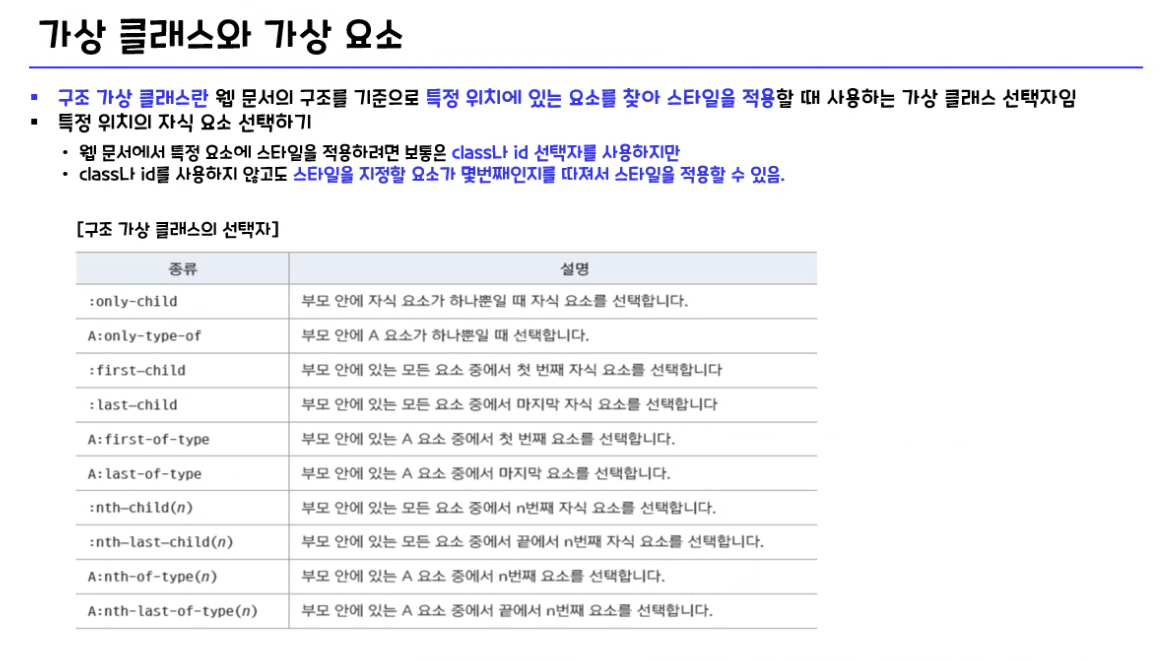 가상 클래스와 가상 요소
▪ 구조 가상 클래스란 웹 문서의 구조를 기준으로 특정 위치에 있는 요소를 찾아 스타일을 적용할 때 사용하는 가상 클래스 선택자임
▪ 특정 위치의 자식 요소 선택하기
• 웹 문서에서 특정 요소에 스타일을 적용하려면 보통은 class나 id 선택자를 사용하지만
• class나 id를 사용하지 않고도 스타일을 지정할 요소가 몇번째인지를 따져서 스타일을 적용할 수 있음.
[구조 가상 클래스의 선택자]
종류 설명
:only-child 부모 안에 자식 요소가 하나뿐일 때 자식 요소를 선택합니다.
A:only-type-of 부모 안에 A 요소가 하나뿐일 때 선택합니다.
:first-child 부모 안에 있는 모든 요소 중에서 첫 번째 자식 요소를 선택합니다
:last-child 부모 안에 있는 모든 요소 중에서 마지막 자식 요소를 선택합니다
A:first-of-type 부모 안에 있는 A 요소 중에서 첫 번째 요소를 선택합니다.
A:last-of-type 부모 안에 있는 A 요소 중에서 마지막 요소를 선택합니다.
:nth-child(n) 부모 안에 있는 모든 요소 중에서 n번째 자식 요소를 선택합니다.
:nth-last-child(n) 부모 안에 있는 모든 요소 중에서 끝에서 n번째 자식 요소를 선택합니다.
A:nth-of-type(n) 부모 안에 있는 A 요소 중에서 n번째 요소를 선택합니다.
A:nth-last-of-type(n) 부모 안에 있는 A 요소 중에서 끝에서 n번째 요소를 선택합니다.